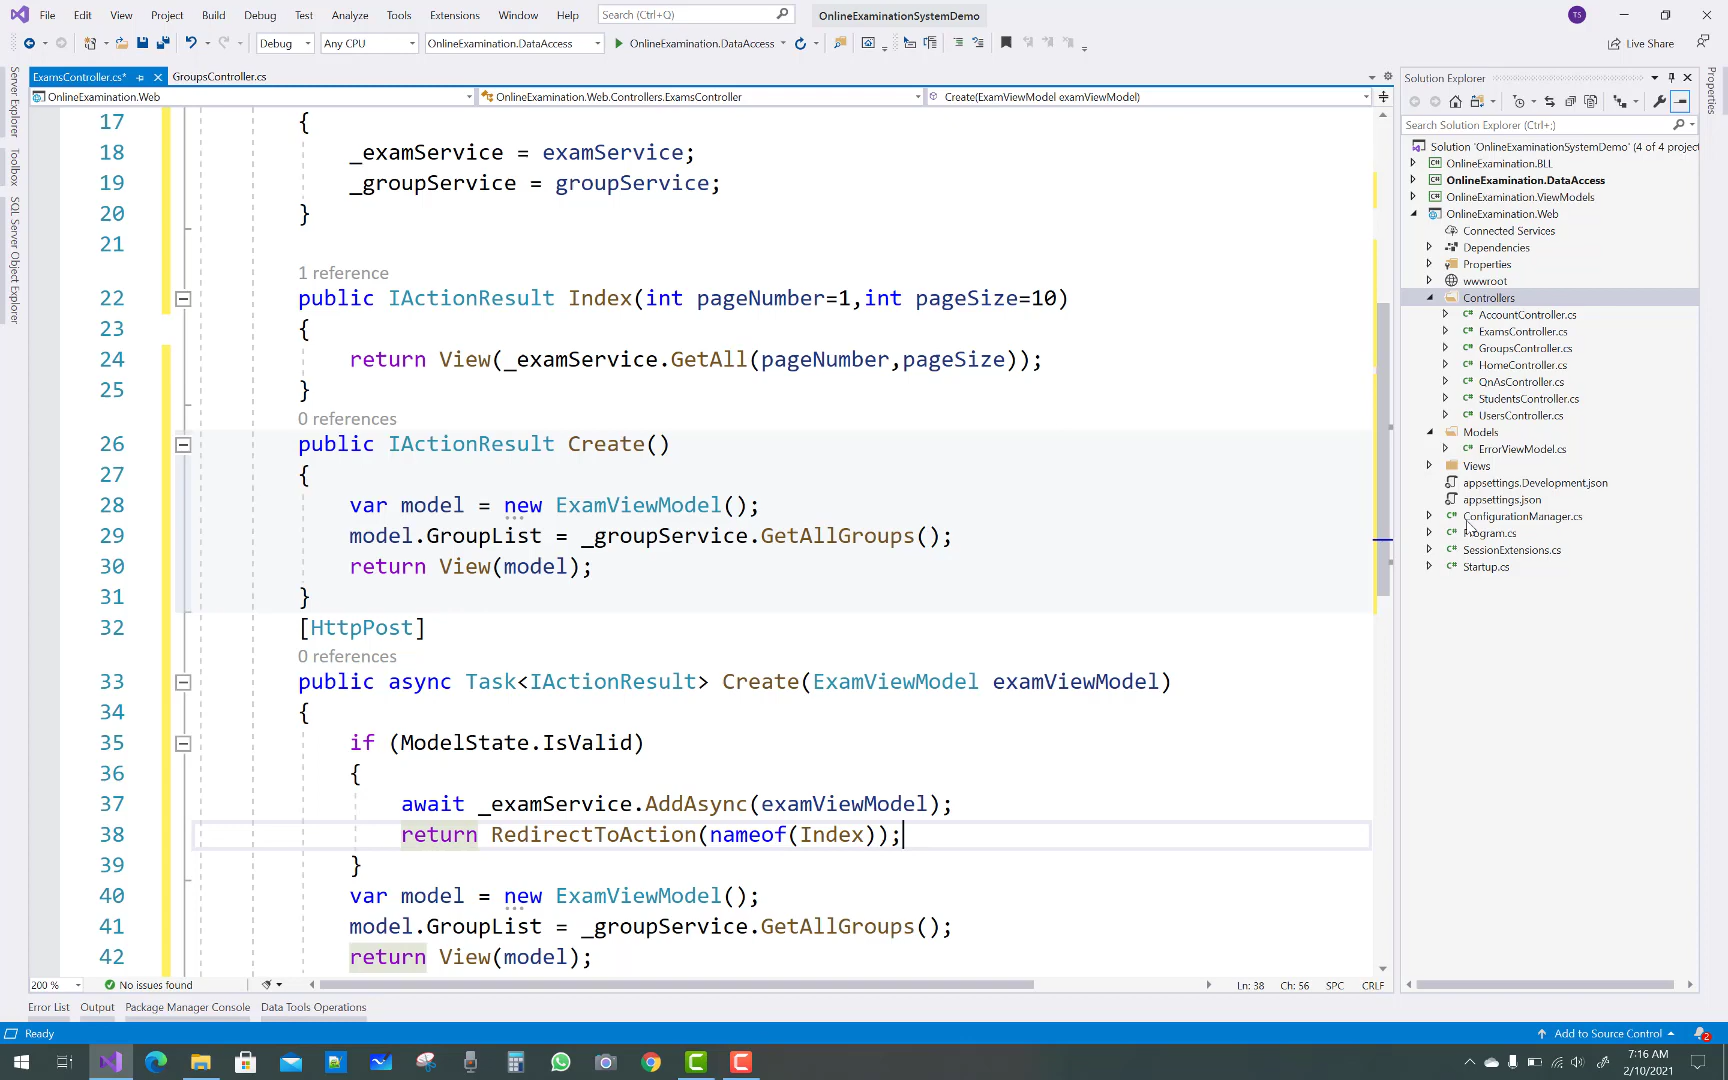 File Edit View Project Build Debug Test Analyze Tools Extensions Window Help Search (Ctrl+Q) OnlineExaminationSystemDemo TS
Debug Any CPU OnlineExamination.DataAccess OnlineExamination.DataAccess Live Share
ExamsController.cs* GroupsController.cs
OnlineExamination.Web OnlineExamination.Web.Controllers.ExamsController Create(ExamViewModel examViewModel)
Server Explorer
Toolbox
SQL Server Object Explorer
17 {
18 _examService = examService;
19 _groupService = groupService;
20 }
21
1 reference
22 public IActionResult Index(int pageNumber=1,int pageSize=10)
23 {
24 return View(_examService.GetAll(pageNumber,pageSize));
25 }
0 references
26 public IActionResult Create()
27 {
28 var model = new ExamViewModel();
29 model.GroupList = _groupService.GetAllGroups();
30 return View(model);
31 }
32 [HttpPost]
0 references
33 public async Task<IActionResult> Create(ExamViewModel examViewModel)
34 {
35 if (ModelState.IsValid)
36 {
37 await _examService.AddAsync(examViewModel);
38 return RedirectToAction(nameof(Index));
39 }
40 var model = new ExamViewModel();
41 model.GroupList = _groupService.GetAllGroups();
42 return View(model);
200 % No issues found Ln: 38 Ch: 56 SPC CRLF
Error List Output Package Manager Console Data Tools Operations
Solution Explorer
Search Solution Explorer (Ctrl+;)
Solution 'OnlineExaminationSystemDemo' (4 of 4 project
C# OnlineExamination.BLL
C# OnlineExamination.DataAccess
C# OnlineExamination.ViewModels
OnlineExamination.Web
Connected Services
Dependencies
Properties
wwwroot
Controllers
C# AccountController.cs
C# ExamsController.cs
C# GroupsController.cs
C# HomeController.cs
C# QnAsController.cs
C# StudentsController.cs
C# UsersController.cs
Models
C# ErrorViewModel.cs
Views
appsettings.Development.json
appsettings.json
C# ConfigurationManager.cs
C# Program.cs
C# SessionExtensions.cs
C# Startup.cs
Properties
Ready Add to Source Control 2
7:16 AM
2/10/2021